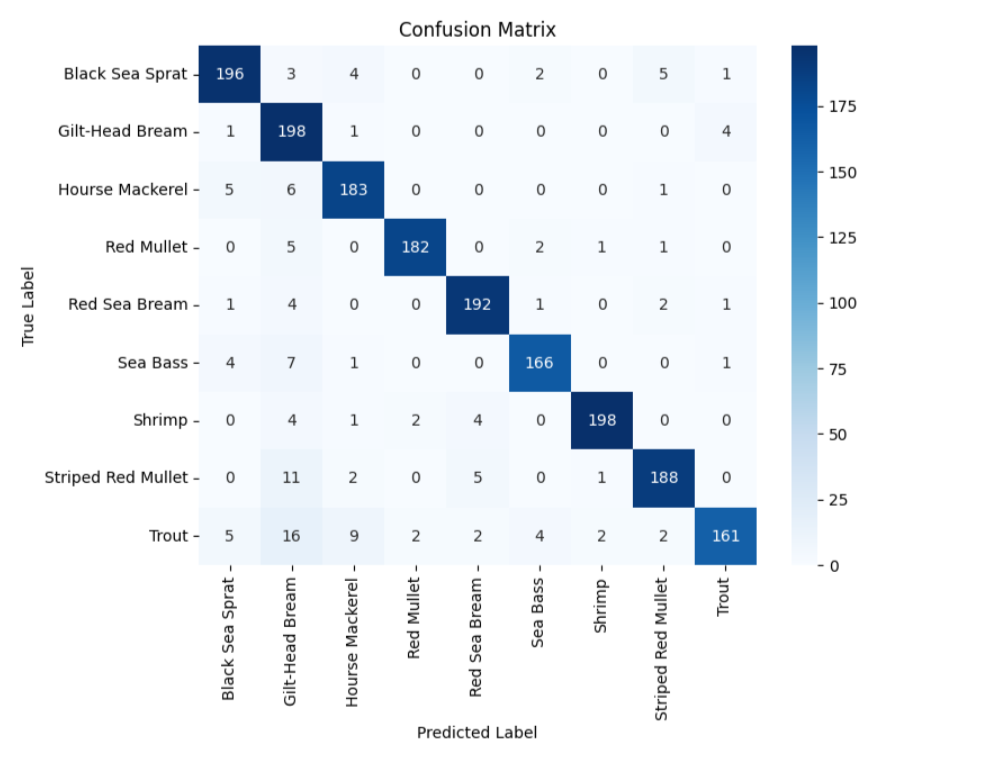 Confusion Matrix
True Label
Black Sea Sprat 196 3 4 0 0 2 0 5 1
Gilt-Head Bream 1 198 1 0 0 0 0 0 4
Hourse Mackerel 5 6 183 0 0 0 0 1 0
Red Mullet 0 5 0 182 0 2 1 1 0
Red Sea Bream 1 4 0 0 192 1 0 2 1
Sea Bass 4 7 1 0 0 166 0 0 1
Shrimp 0 4 1 2 4 0 198 0 0
Striped Red Mullet 0 11 2 0 5 0 1 188 0
Trout 5 16 9 2 2 4 2 2 161
Black Sea Sprat
Gilt-Head Bream
Hourse Mackerel
Red Mullet
Red Sea Bream
Sea Bass
Shrimp
Striped Red Mullet
Trout
Predicted Label
175
150
125
100
75
50
25
0